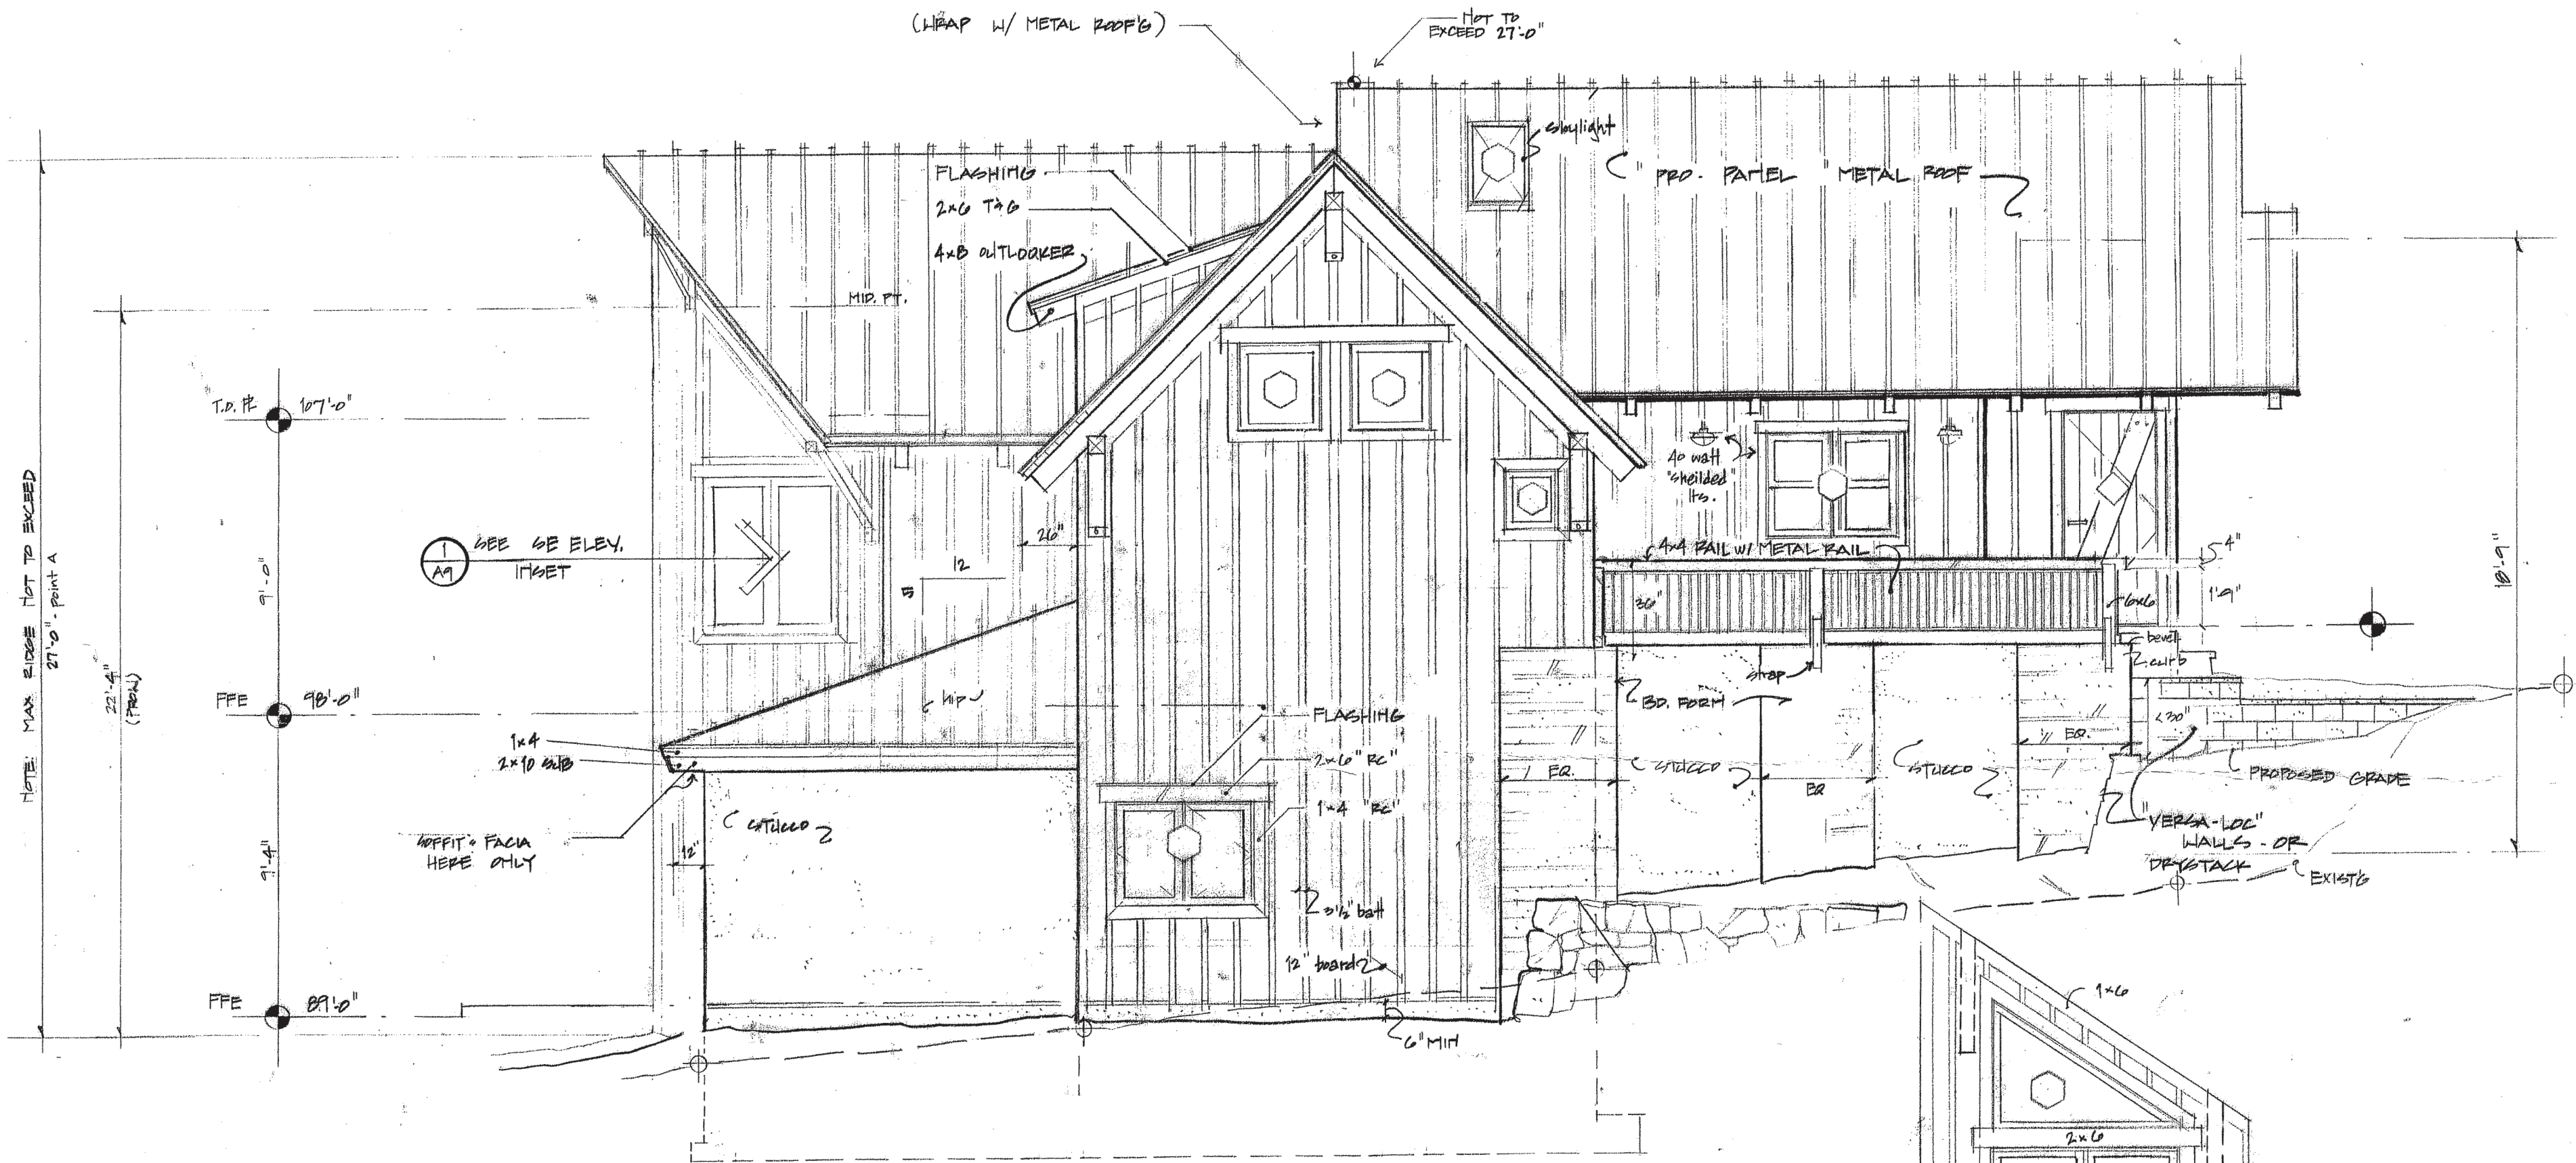 (WRAP W/ METAL ROOF'G)
NOT TO
EXCEED 27'-0"
FLASHING
2x6 T&G
4x8 OUTLOOKER
MID. PT.
skylight
"PRO-PANEL" METAL ROOF
T.O. PL 107'-0"
NOTE: MAX RIDGE NOT TO EXCEED
27'-0" - point A
22'-4"
(PROW)
9'-0"
1
A9
SEE SE ELEV.
INSET
26"
12
5
40 watt
"sheilded"
lts.
4x4 RAIL W/ METAL RAIL
36"
4"
1'9"
6x6
18'-9"
bevel
curb
strap
BD. FORM
FFE 98'-0"
hip
1x4
2x10 SUB
SOFFIT & FACIA
HERE ONLY
12"
9'-4"
STUCCO
FLASHING
2x6 "RC"
1x4 "RC"
3 1/2" batt
12" board
EQ.
STUCCO
EQ
STUCCO
EQ.
<30"
PROPOSED GRADE
"VERSA-LOC"
WALLS - OR
DRYSTACK
EXIST'G
FFE 89'-0"
6" MIN
1x6
2x6